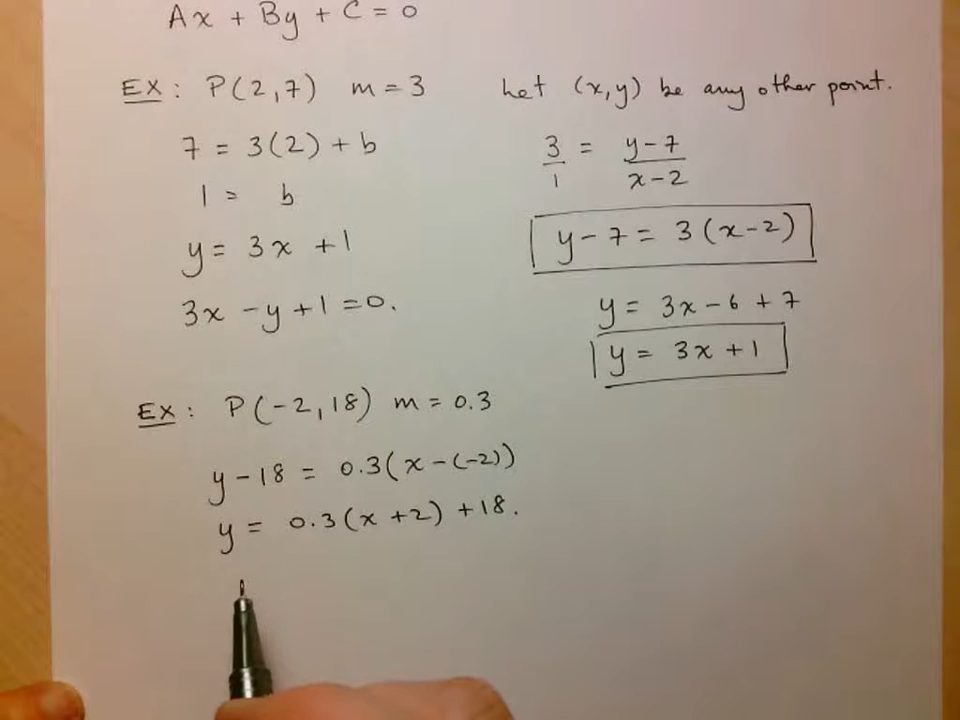 Ax + By + C = 0
EX: P(2,7) m = 3
7 = 3(2) + b
1 = b
y = 3x + 1
3x - y + 1 = 0.
Let (x,y) be any other point.
3/1 = (y-7)/(x-2)
y - 7 = 3(x-2)
y = 3x - 6 + 7
y = 3x + 1
EX: P(-2,18) m = 0.3
y - 18 = 0.3(x - (-2))
y = 0.3(x + 2) + 18.